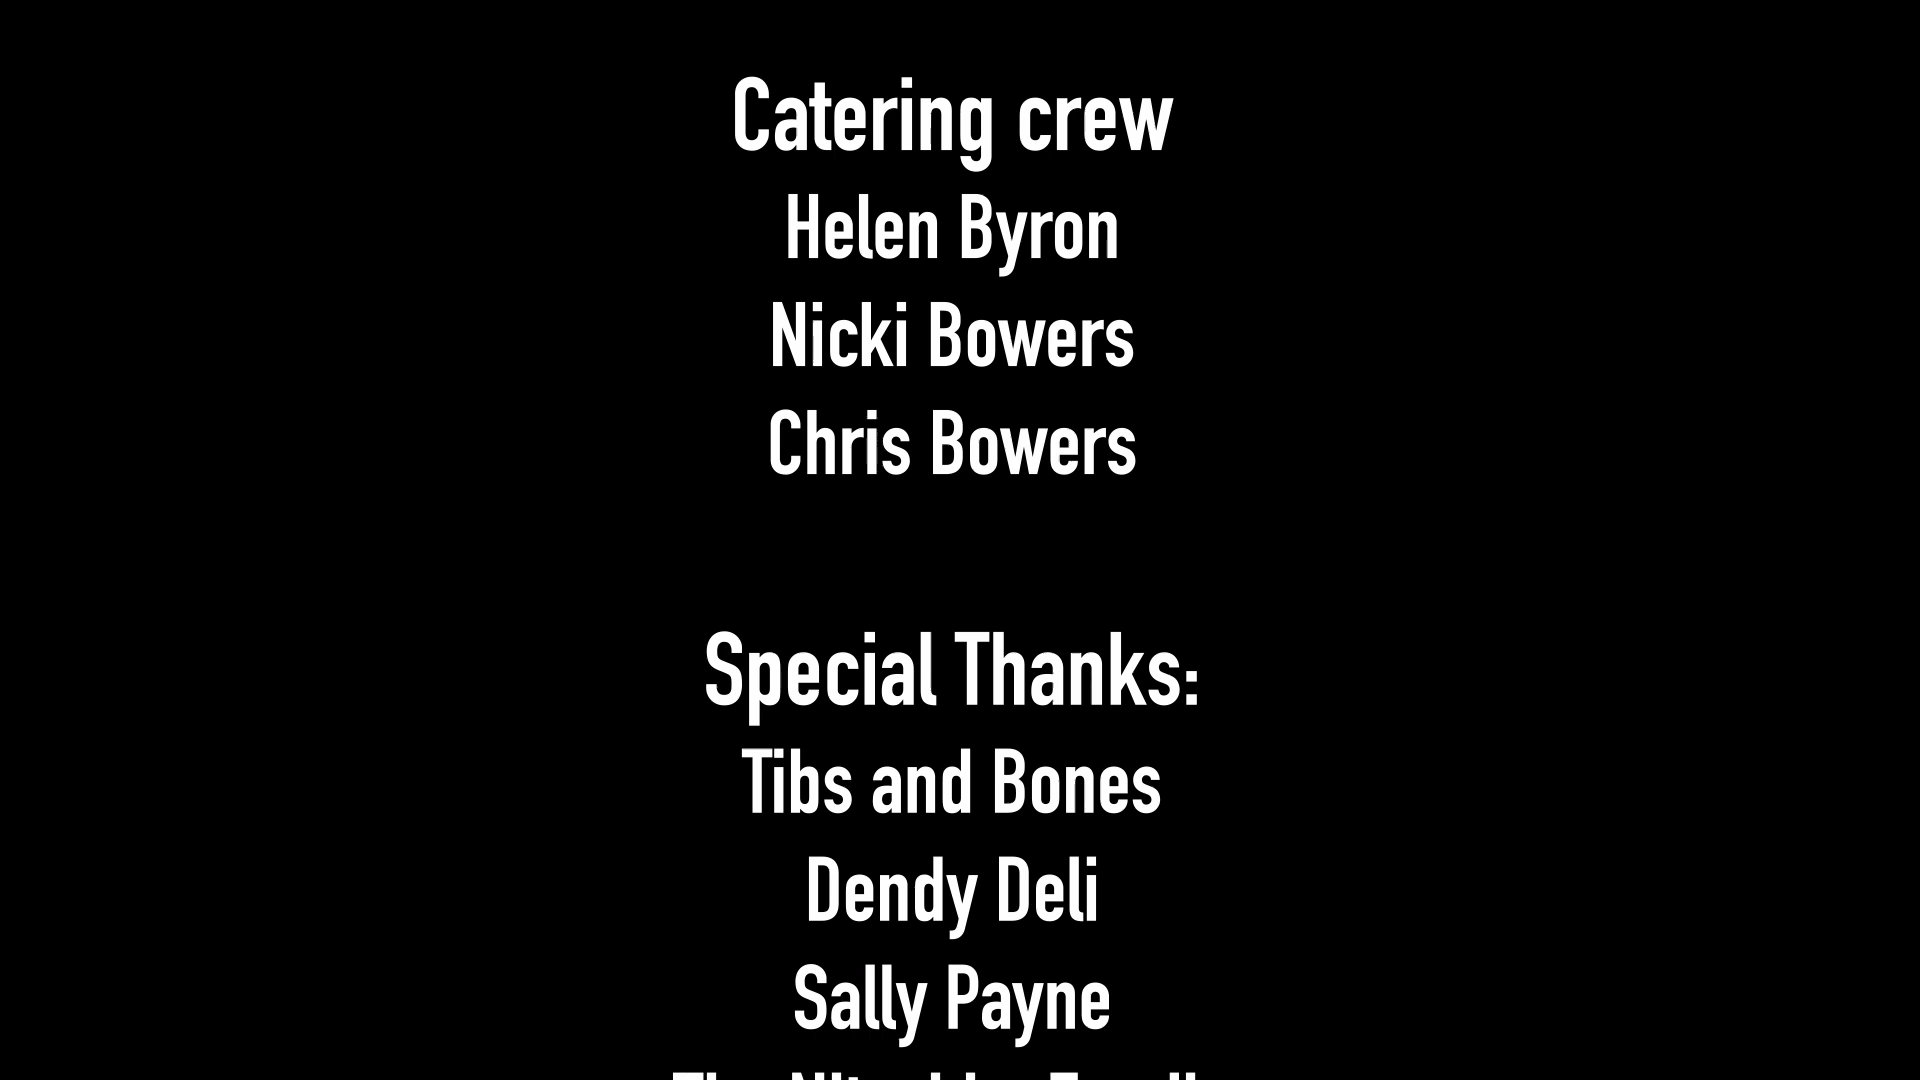 Catering crew
Helen Byron
Nicki Bowers
Chris Bowers
Special Thanks:
Tibs and Bones
Dendy Deli
Sally Payne